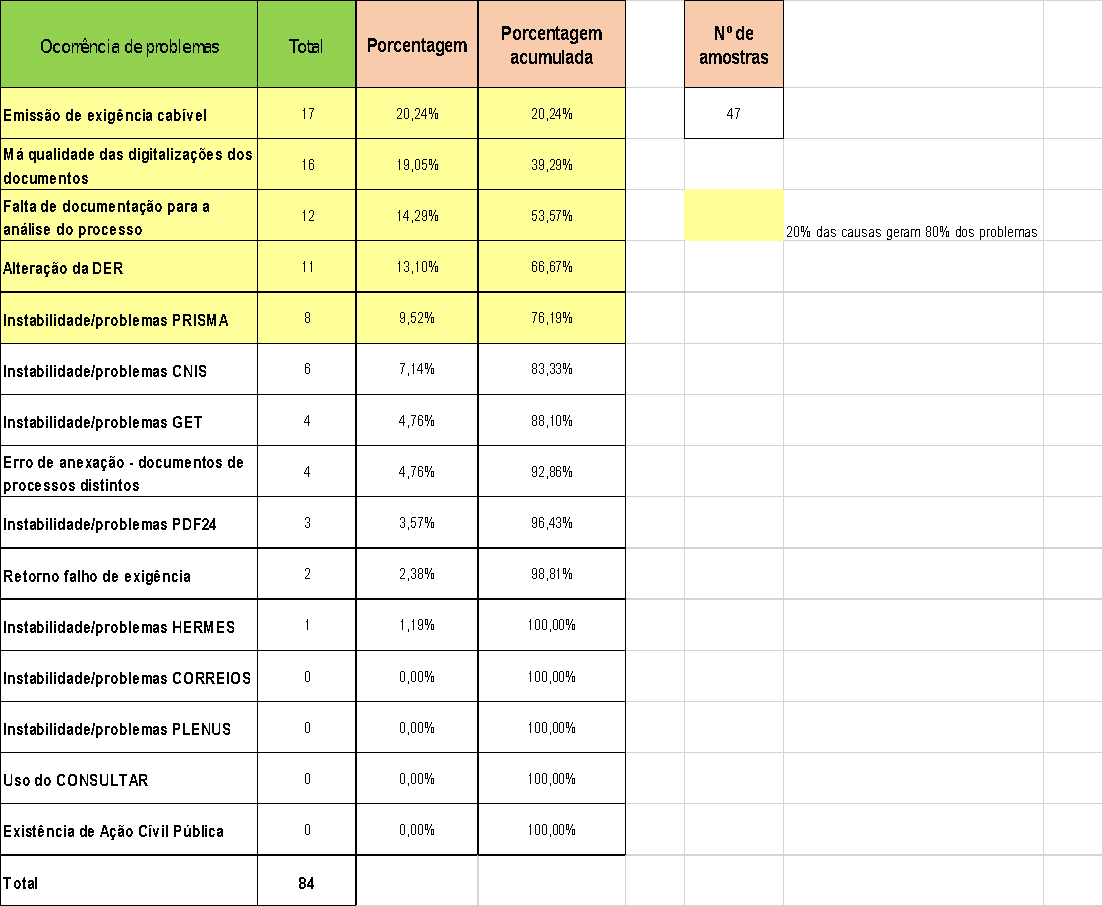 Ocorrência de problemas Total Porcentagem Porcentagem acumulada Nº de amostras
Emissão de exigência cabível 17 20,24% 20,24% 47
Má qualidade das digitalizações dos documentos 16 19,05% 39,29%
Falta de documentação para a análise do processo 12 14,29% 53,57% 20% das causas geram 80% dos problemas
Alteração da DER 11 13,10% 66,67%
Instabilidade/problemas PRISMA 8 9,52% 76,19%
Instabilidade/problemas CNIS 6 7,14% 83,33%
Instabilidade/problemas GET 4 4,76% 88,10%
Erro de anexação - documentos de processos distintos 4 4,76% 92,86%
Instabilidade/problemas PDF24 3 3,57% 96,43%
Retorno falho de exigência 2 2,38% 98,81%
Instabilidade/problemas HERMES 1 1,19% 100,00%
Instabilidade/problemas CORREIOS 0 0,00% 100,00%
Instabilidade/problemas PLENUS 0 0,00% 100,00%
Uso do CONSULTAR 0 0,00% 100,00%
Existência de Ação Cívil Pública 0 0,00% 100,00%
Total 84